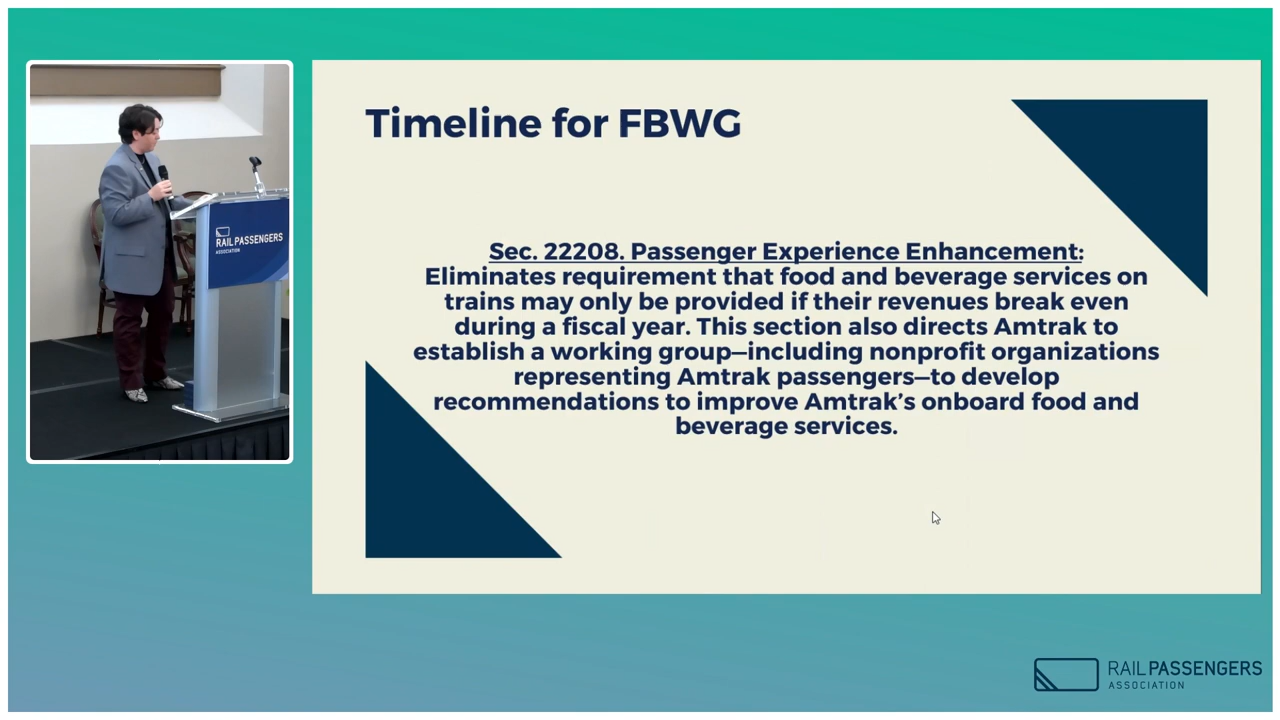 Timeline for FBWG
Sec. 22208. Passenger Experience Enhancement:
Eliminates requirement that food and beverage services on
trains may only be provided if their revenues break even
during a fiscal year. This section also directs Amtrak to
establish a working group—including nonprofit organizations
representing Amtrak passengers—to develop
recommendations to improve Amtrak’s onboard food and
beverage services.
RAIL PASSENGERS
ASSOCIATION
RAILPASSENGERS
ASSOCIATION